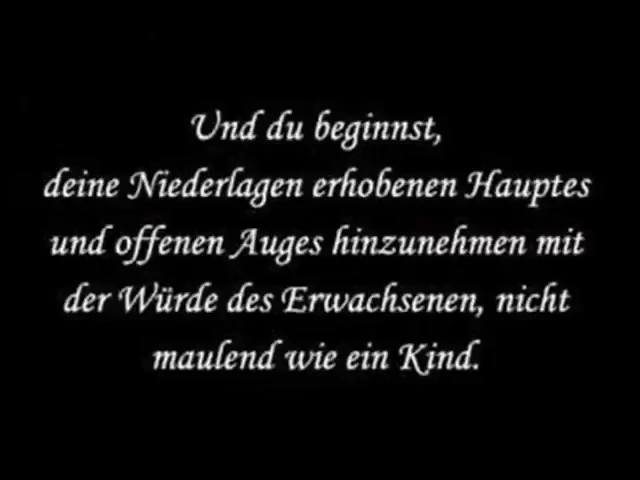 Und du beginnst,
deine Niederlagen erhobenen Hauptes
und offenen Auges hinzunehmen mit
der Würde des Erwachsenen, nicht
maulend wie ein Kind.